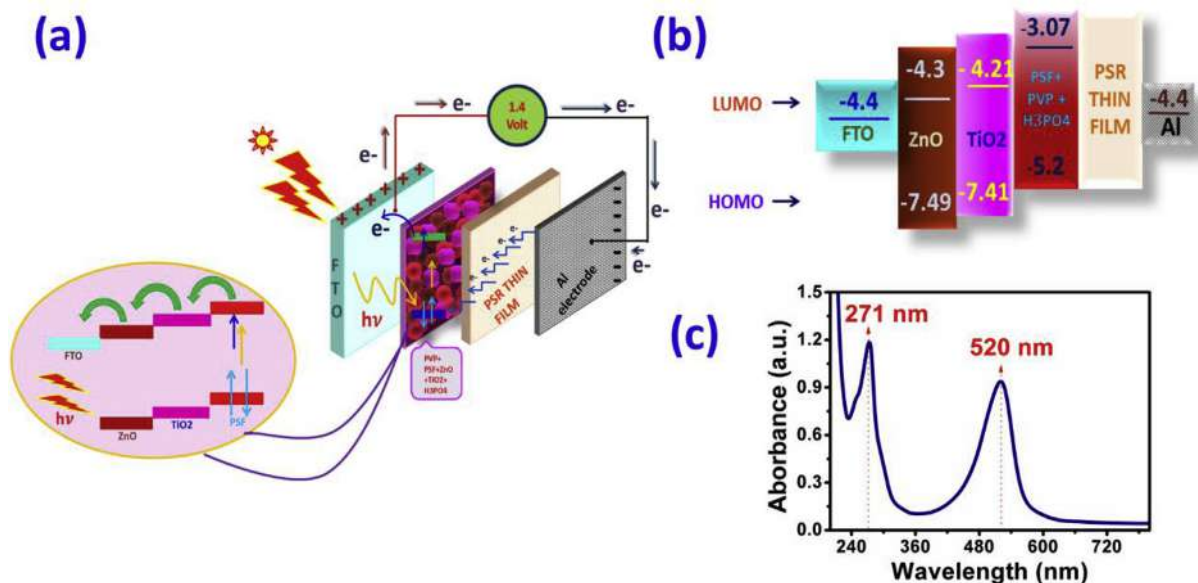 (a)
e-
1.4
Volt
e-
e-
e-
e-
e-
e-
e-
e-
e-
e-
FTO
hν
PSR THIN
FILM
Al
electrode
PVP+
PSF+ZnO
+TiO2+
H3PO4
FTO
hν
ZnO
TiO2
PSF
(b)
LUMO
HOMO
-4.4
FTO
-4.3
ZnO
-7.49
- 4.21
TiO2
-7.41
-3.07
PSF+
PVP +
H3PO4
-5.2
PSR
THIN
FILM
-4.4
Al
(c)
271 nm
520 nm
1.5
1.2
0.9
0.6
0.3
0.0
Aborbance (a.u.)
240
360
480
600
720
Wavelength (nm)